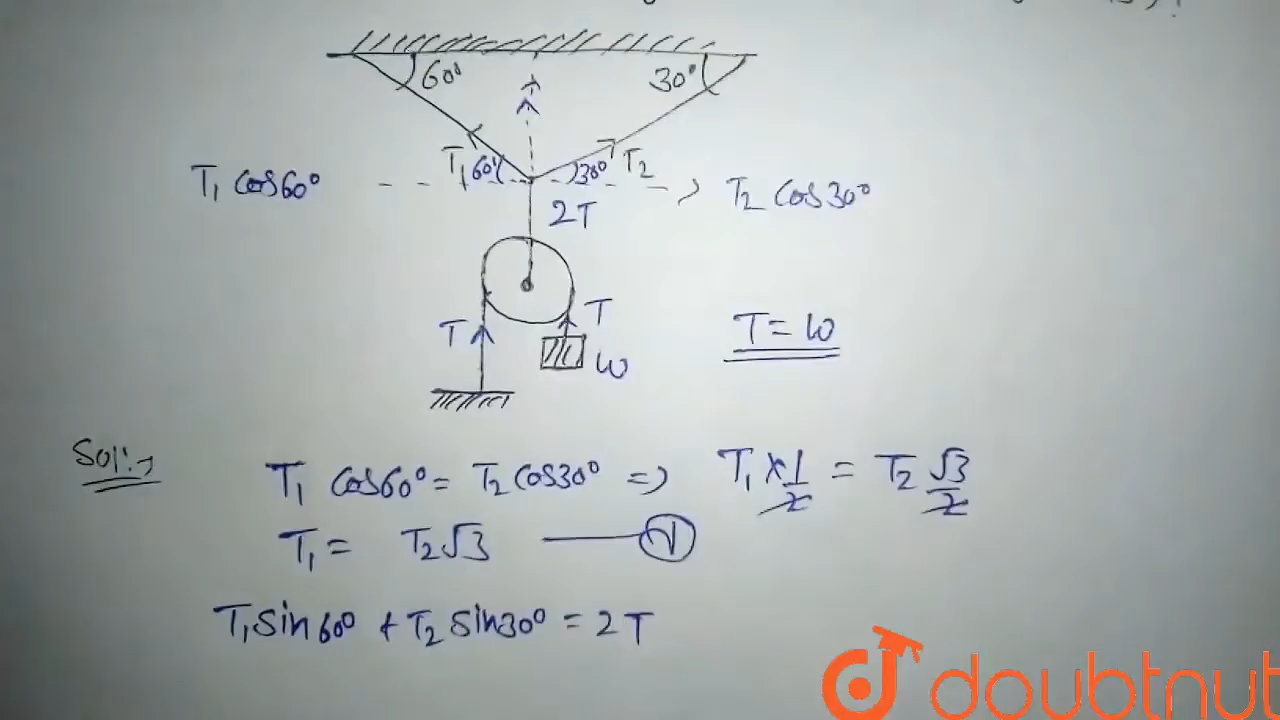 60° 30°
T₁ 60° 30° T₂
T₁ cos60° T₂ cos30°
2T
T T
T = W
W
Sol:→
T₁ cos60° = T₂ cos30° ⇒ T₁ × 1/2 = T₂ √3/2
T₁ = T₂√3 — 1
T₁ sin60° + T₂ sin30° = 2T
doubtnut